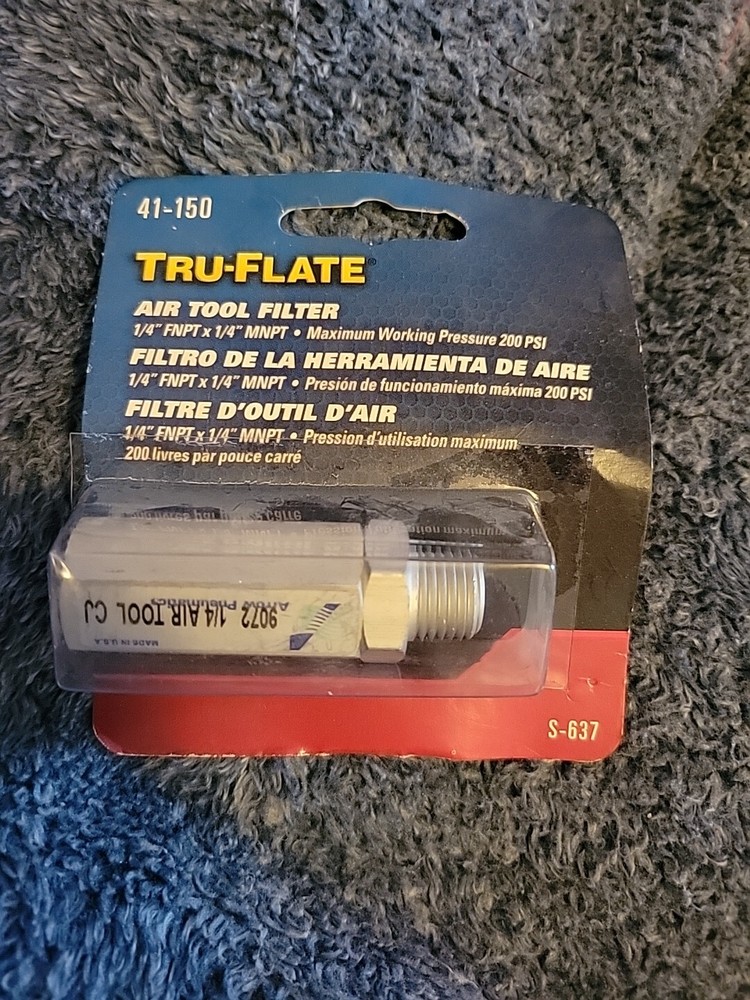 41-150
TRU-FLATE®
AIR TOOL FILTER
1/4" FNPT x 1/4" MNPT • Maximum Working Pressure 200 PSI
FILTRO DE LA HERRAMIENTA DE AIRE
1/4" FNPT x 1/4" MNPT • Presión de funcionamiento máxima 200 PSI
FILTRE D'OUTIL D'AIR
1/4" FNPT x 1/4" MNPT • Pression d'utilisation maximum
200 livres par pouce carré
MADE IN U.S.A.
9072 1/4 AIR TOOL CJ
Arrow Pneumatics
S-637